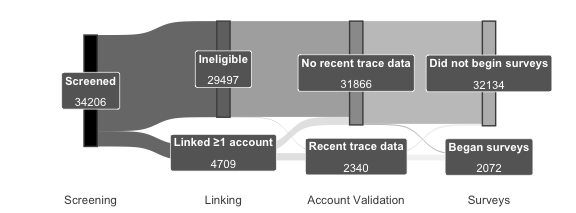 Screened
34206
Ineligible
29497
Linked ≥1 account
4709
No recent trace data
31866
Recent trace data
2340
Did not begin surveys
32134
Began surveys
2072
Screening
Linking
Account Validation
Surveys